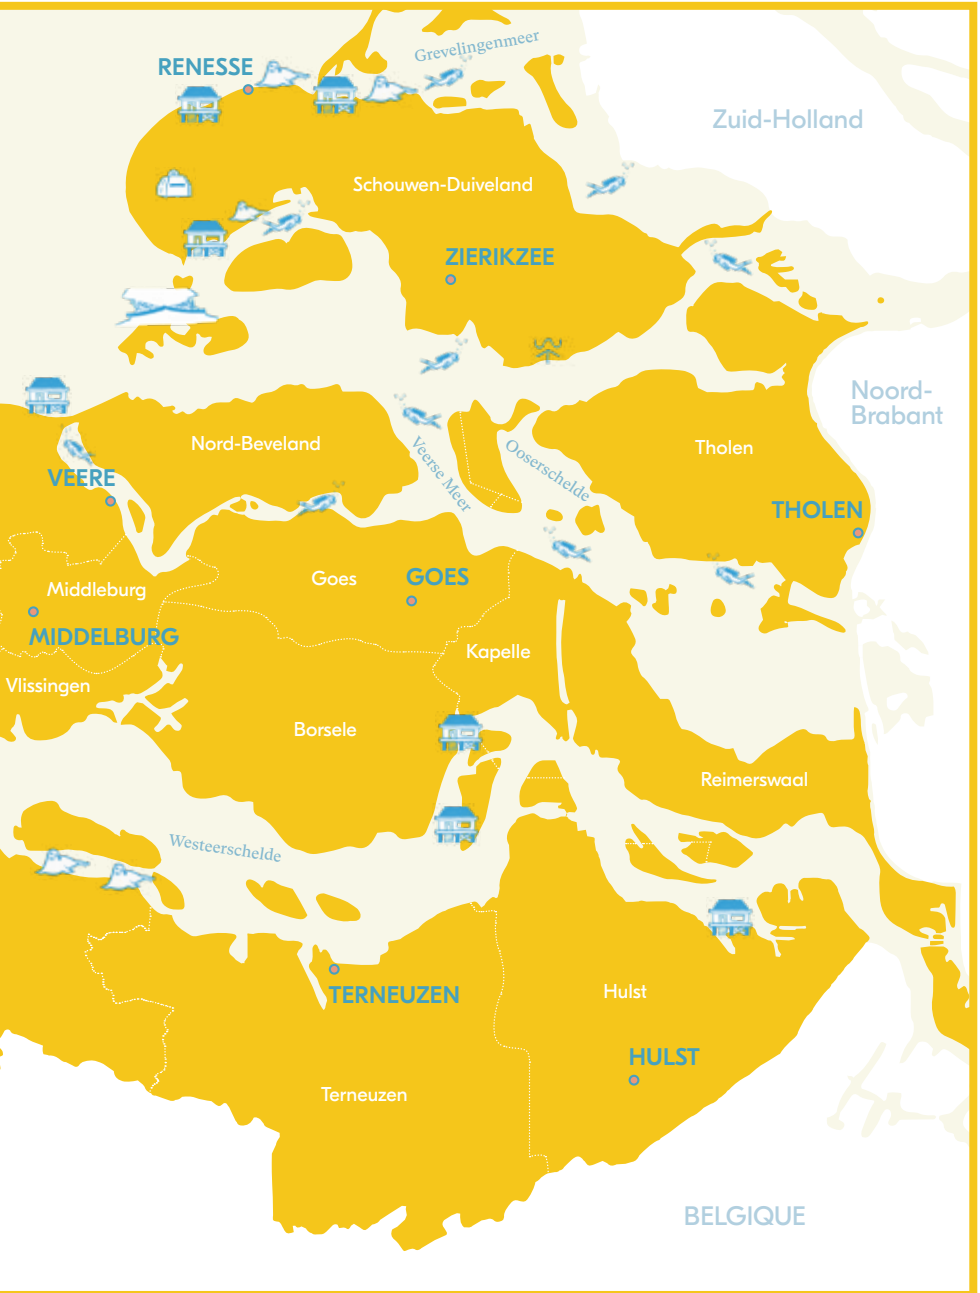 Grevelingenmeer
RENESSE
Zuid-Holland
Schouwen-Duiveland
ZIERIKZEE
Noord-
Brabant
Nord-Beveland
Veerse Meer
Ooserschelde
Tholen
VEERE
THOLEN
Goes
GOES
Middleburg
MIDDELBURG
Kapelle
Vlissingen
Borsele
Reimerswaal
Westeerschelde
TERNEUZEN
Hulst
HULST
Terneuzen
BELGIQUE